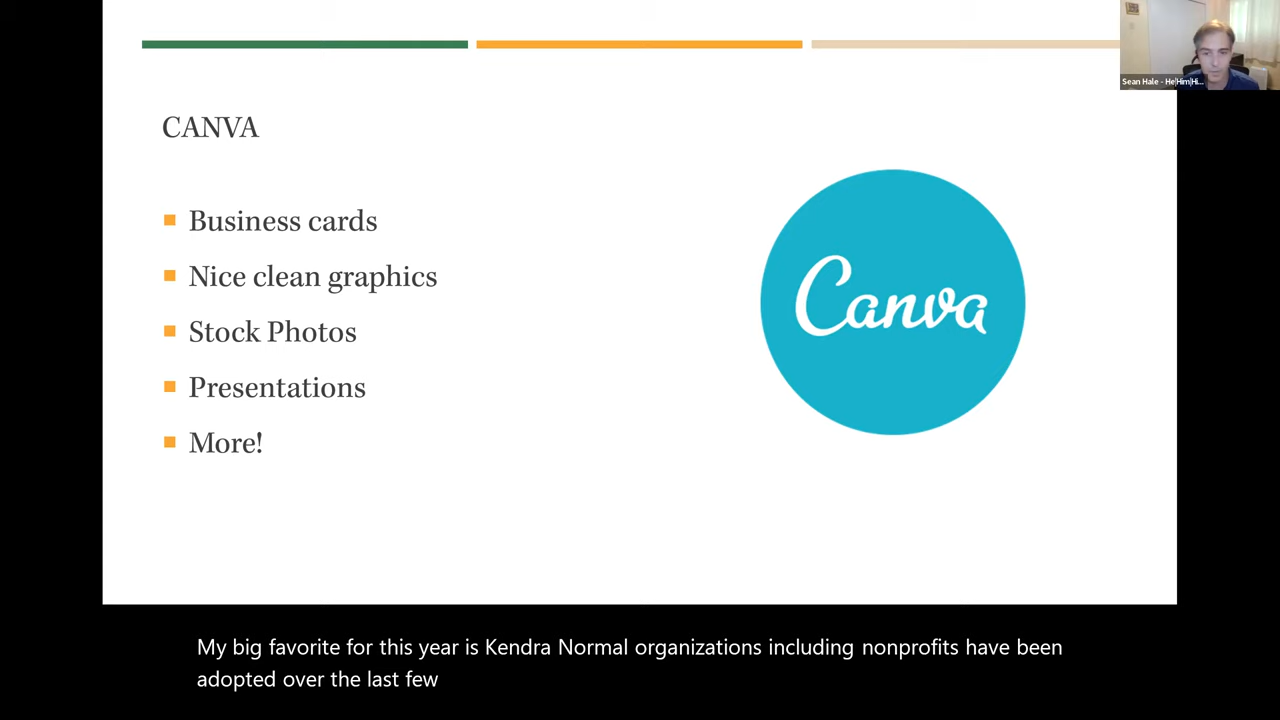 Sean Hale - He|Him|Hi...
CANVA
Business cards
Nice clean graphics
Stock Photos
Presentations
More!
Canva
My big favorite for this year is Kendra Normal organizations including nonprofits have been
adopted over the last few